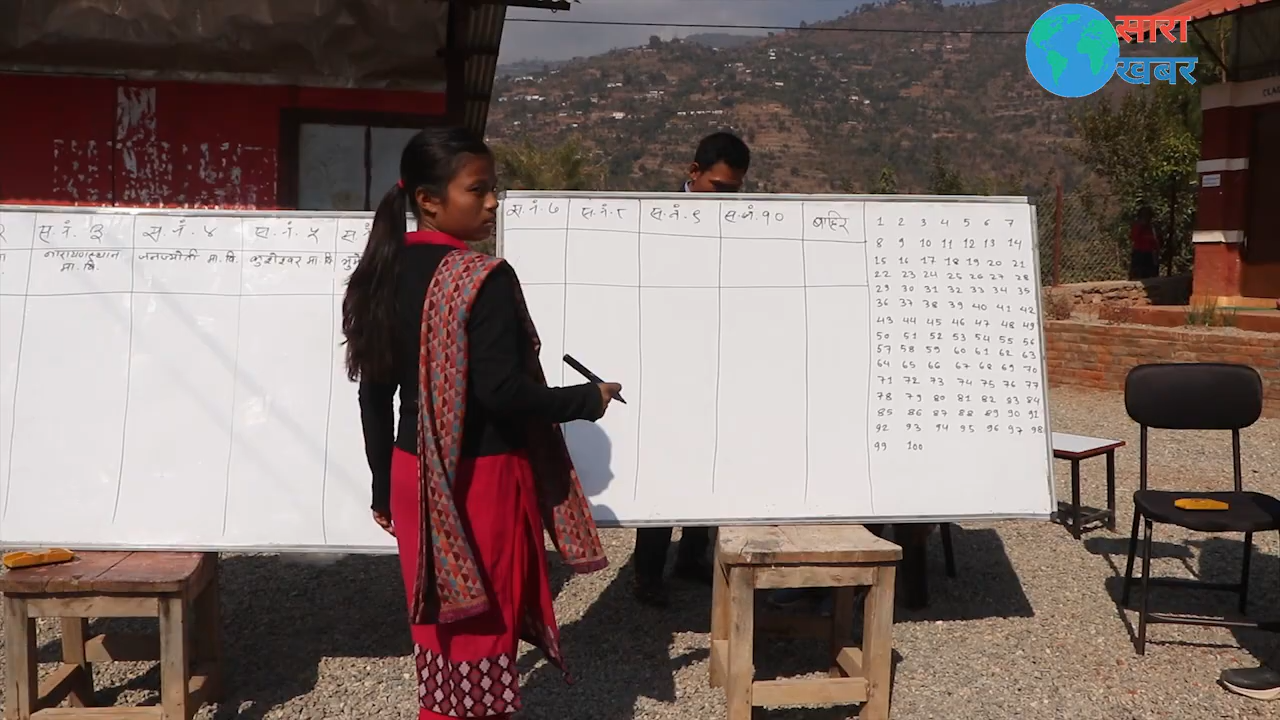 सारा
खबर
स.नं. ३
स.नं. ४
स.नं. ५
नारायणस्थान
मा. वि.
जनज्योती मा. वि.
कुडीश्वर मा वि
स.नं. ७
स.नं. ८
स.नं. ९
स.नं. १०
बाहिर
1 2 3 4 5 6 7
8 9 10 11 12 13 14
15 16 17 18 19 20 21
22 23 24 25 26 27 28
29 30 31 32 33 34 35
36 37 38 39 40 41 42
43 44 45 46 47 48 49
50 51 52 53 54 55 56
57 58 59 60 61 62 63
64 65 66 67 68 69 70
71 72 73 74 75 76 77
78 79 80 81 82 83 84
85 86 87 88 89 90 91
92 93 94 95 96 97 98
99 100